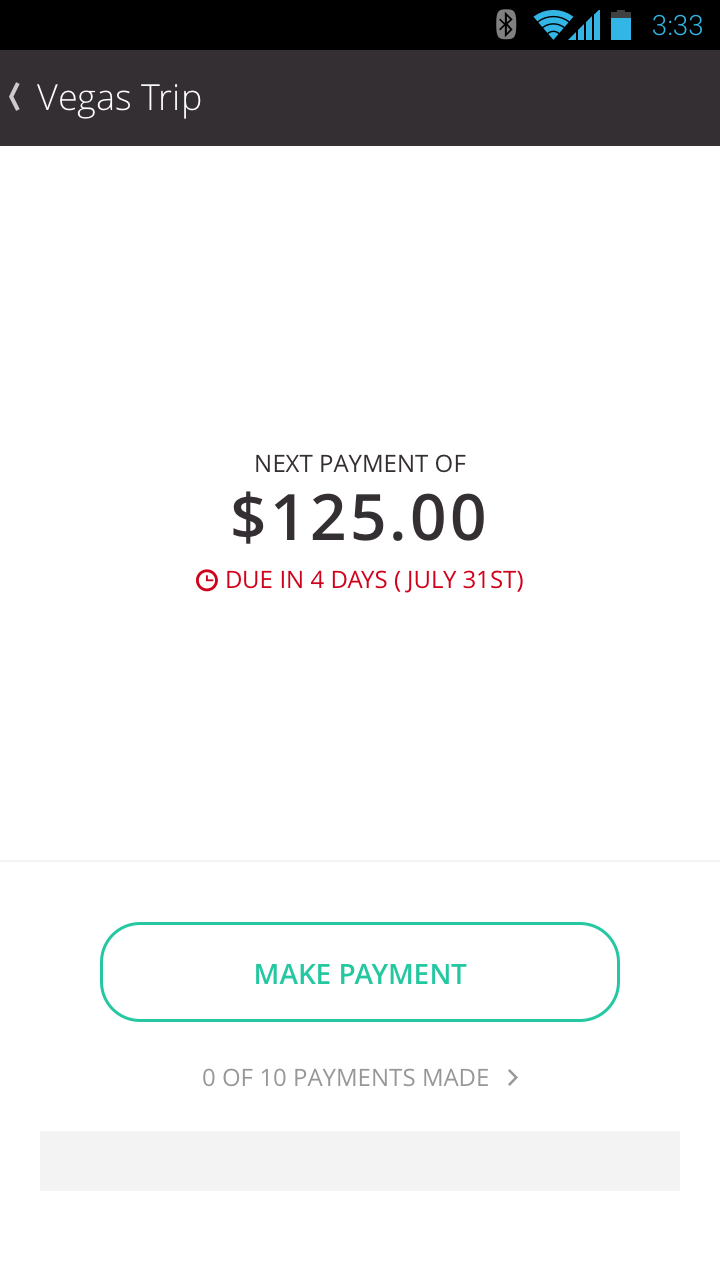 3:33
Vegas Trip
NEXT PAYMENT OF
$125.00
DUE IN 4 DAYS ( JULY 31ST)
MAKE PAYMENT
0 OF 10 PAYMENTS MADE